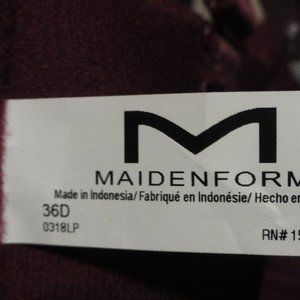 M
MAIDENFORM
Made in Indonesia/ Fabriqué en Indonésie/ Hecho en
36D
0318LP
RN# 15